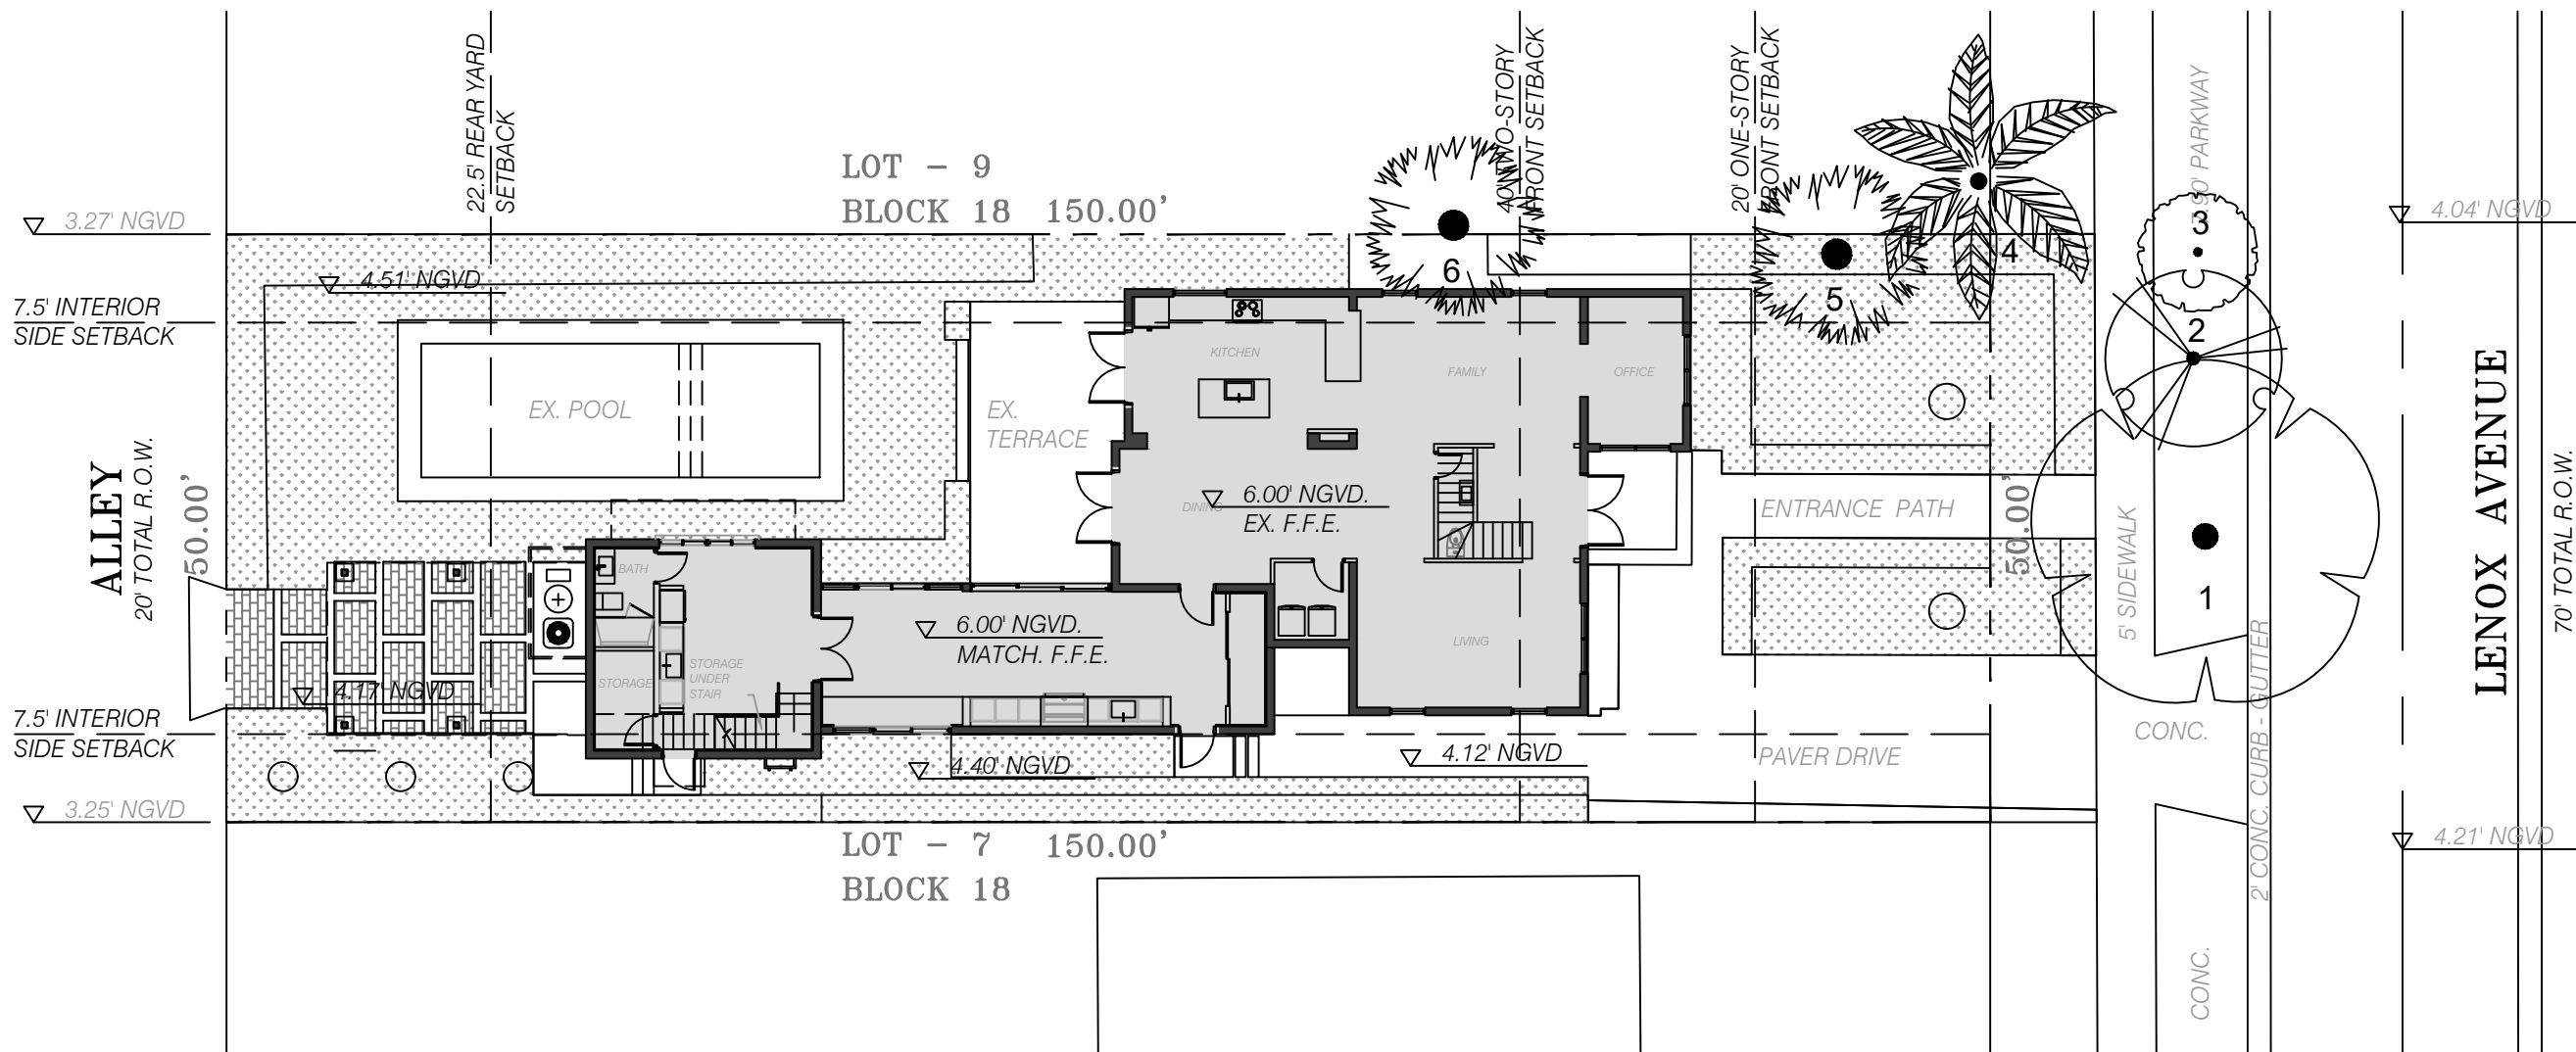 22.5' REAR YARD
SETBACK
40' TWO-STORY
FRONT SETBACK
20' ONE-STORY
FRONT SETBACK
PARKWAY
LOT - 9
BLOCK 18 150.00'
3.27' NGVD
4.04' NGVD
3
4
2
6
5
4.51' NGVD
7.5' INTERIOR
SIDE SETBACK
KITCHEN
FAMILY
OFFICE
EX. POOL
EX.
TERRACE
ALLEY
20' TOTAL R.O.W.
50.00'
DINING
6.00' NGVD.
EX. F.F.E.
ENTRANCE PATH
50.00'
5' SIDEWALK
1
LENOX AVENUE
70' TOTAL R.O.W.
BATH
6.00' NGVD.
MATCH. F.F.E.
LIVING
STORAGE
STORAGE
UNDER
STAIR
4.17' NGVD
7.5' INTERIOR
SIDE SETBACK
4.40' NGVD
4.12' NGVD
PAVER DRIVE
CONC.
2' CONC. CURB - GUTTER
3.25' NGVD
4.21' NGVD
LOT - 7 150.00'
BLOCK 18
CONC.